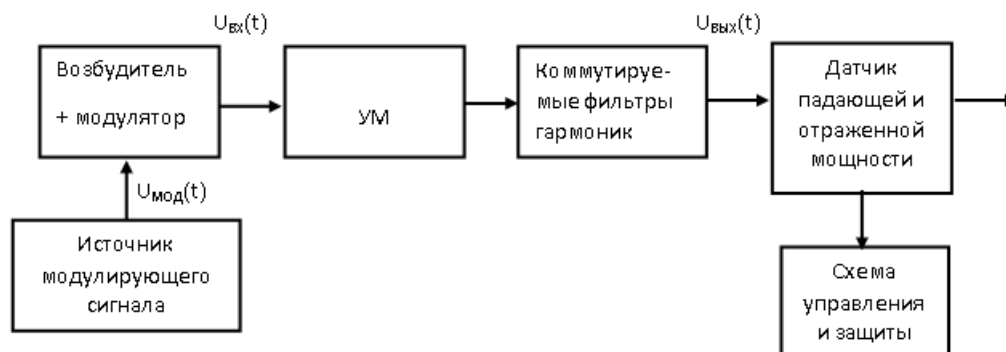 Uвх(t)
Uвых(t)
Возбудитель
+ модулятор
УМ
Коммутируе-
мые фильтры
гармоник
Датчик
падающей и
отраженной
мощности
Uмод(t)
Источник
модулирующего
сигнала
Схема
управления
и защиты